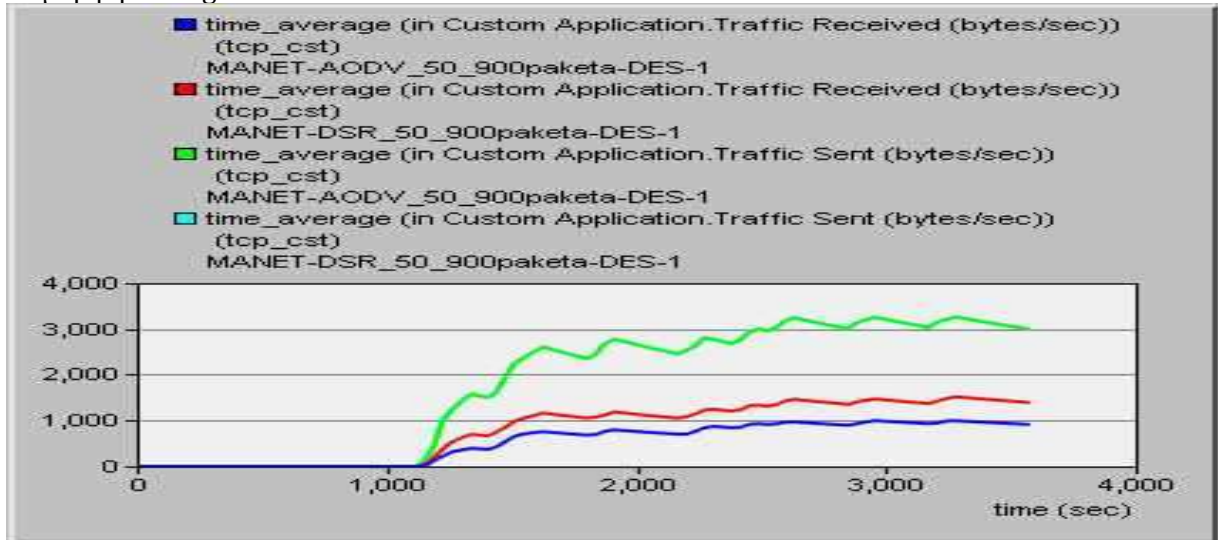 time_average (in Custom Application.Traffic Received (bytes/sec))
(tcp_cst)
MANET-AODV_50_900paketa-DES-1
time_average (in Custom Application.Traffic Received (bytes/sec))
(tcp_cst)
MANET-DSR_50_900paketa-DES-1
time_average (in Custom Application.Traffic Sent (bytes/sec))
(tcp_cst)
MANET-AODV_50_900paketa-DES-1
time_average (in Custom Application.Traffic Sent (bytes/sec))
(tcp_cst)
MANET-DSR_50_900paketa-DES-1
4,000
3,000
2,000
1,000
0
0 1,000 2,000 3,000 4,000
time (sec)